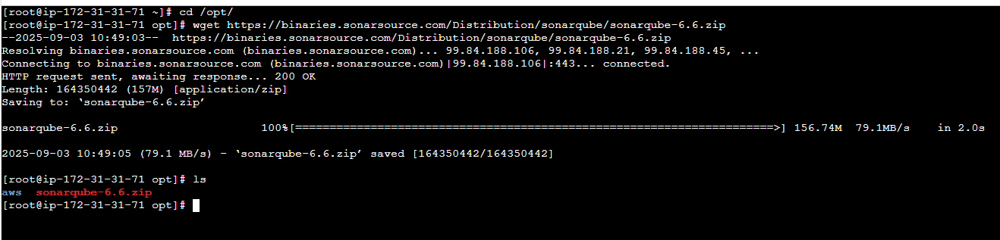 [root@ip-172-31-31-71 ~]# cd /opt/
[root@ip-172-31-31-71 opt]# wget https://binaries.sonarsource.com/Distribution/sonarqube/sonarqube-6.6.zip
--2025-09-03 10:49:03--  https://binaries.sonarsource.com/Distribution/sonarqube/sonarqube-6.6.zip
Resolving binaries.sonarsource.com (binaries.sonarsource.com)... 99.84.188.106, 99.84.188.21, 99.84.188.45, ...
Connecting to binaries.sonarsource.com (binaries.sonarsource.com)|99.84.188.106|:443... connected.
HTTP request sent, awaiting response... 200 OK
Length: 164350442 (157M) [application/zip]
Saving to: ‘sonarqube-6.6.zip’
sonarqube-6.6.zip 100%[======================================================================>] 156.74M 79.1MB/s in 2.0s
2025-09-03 10:49:05 (79.1 MB/s) - ‘sonarqube-6.6.zip’ saved [164350442/164350442]
[root@ip-172-31-31-71 opt]# ls
aws  sonarqube-6.6.zip
[root@ip-172-31-31-71 opt]#